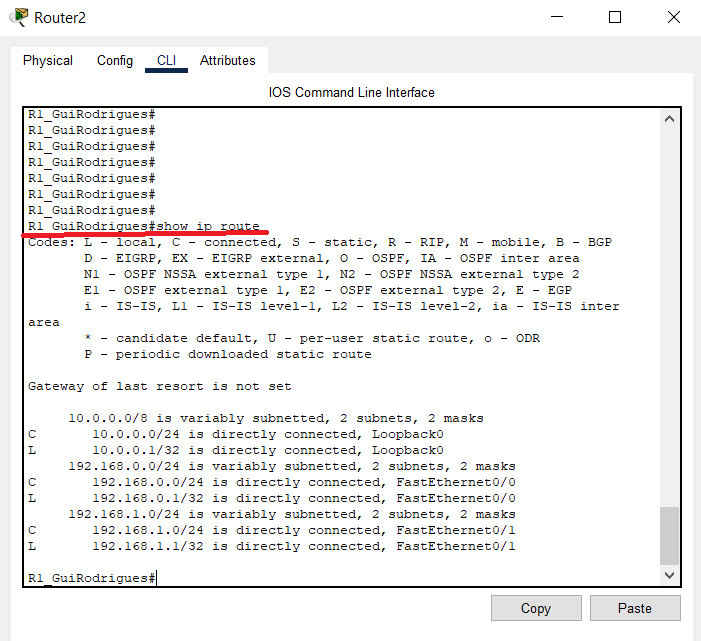 Router2
Physical Config CLI Attributes
IOS Command Line Interface
R1_GuiRodrigues#
R1_GuiRodrigues#
R1_GuiRodrigues#
R1_GuiRodrigues#
R1_GuiRodrigues#
R1_GuiRodrigues#
R1_GuiRodrigues#
R1_GuiRodrigues#show ip route
Codes: L - local, C - connected, S - static, R - RIP, M - mobile, B - BGP
D - EIGRP, EX - EIGRP external, O - OSPF, IA - OSPF inter area
N1 - OSPF NSSA external type 1, N2 - OSPF NSSA external type 2
E1 - OSPF external type 1, E2 - OSPF external type 2, E - EGP
i - IS-IS, L1 - IS-IS level-1, L2 - IS-IS level-2, ia - IS-IS inter
area
* - candidate default, U - per-user static route, o - ODR
P - periodic downloaded static route
Gateway of last resort is not set
10.0.0.0/8 is variably subnetted, 2 subnets, 2 masks
C 10.0.0.0/24 is directly connected, Loopback0
L 10.0.0.1/32 is directly connected, Loopback0
192.168.0.0/24 is variably subnetted, 2 subnets, 2 masks
C 192.168.0.0/24 is directly connected, FastEthernet0/0
L 192.168.0.1/32 is directly connected, FastEthernet0/0
192.168.1.0/24 is variably subnetted, 2 subnets, 2 masks
C 192.168.1.0/24 is directly connected, FastEthernet0/1
L 192.168.1.1/32 is directly connected, FastEthernet0/1
R1_GuiRodrigues#
Copy Paste